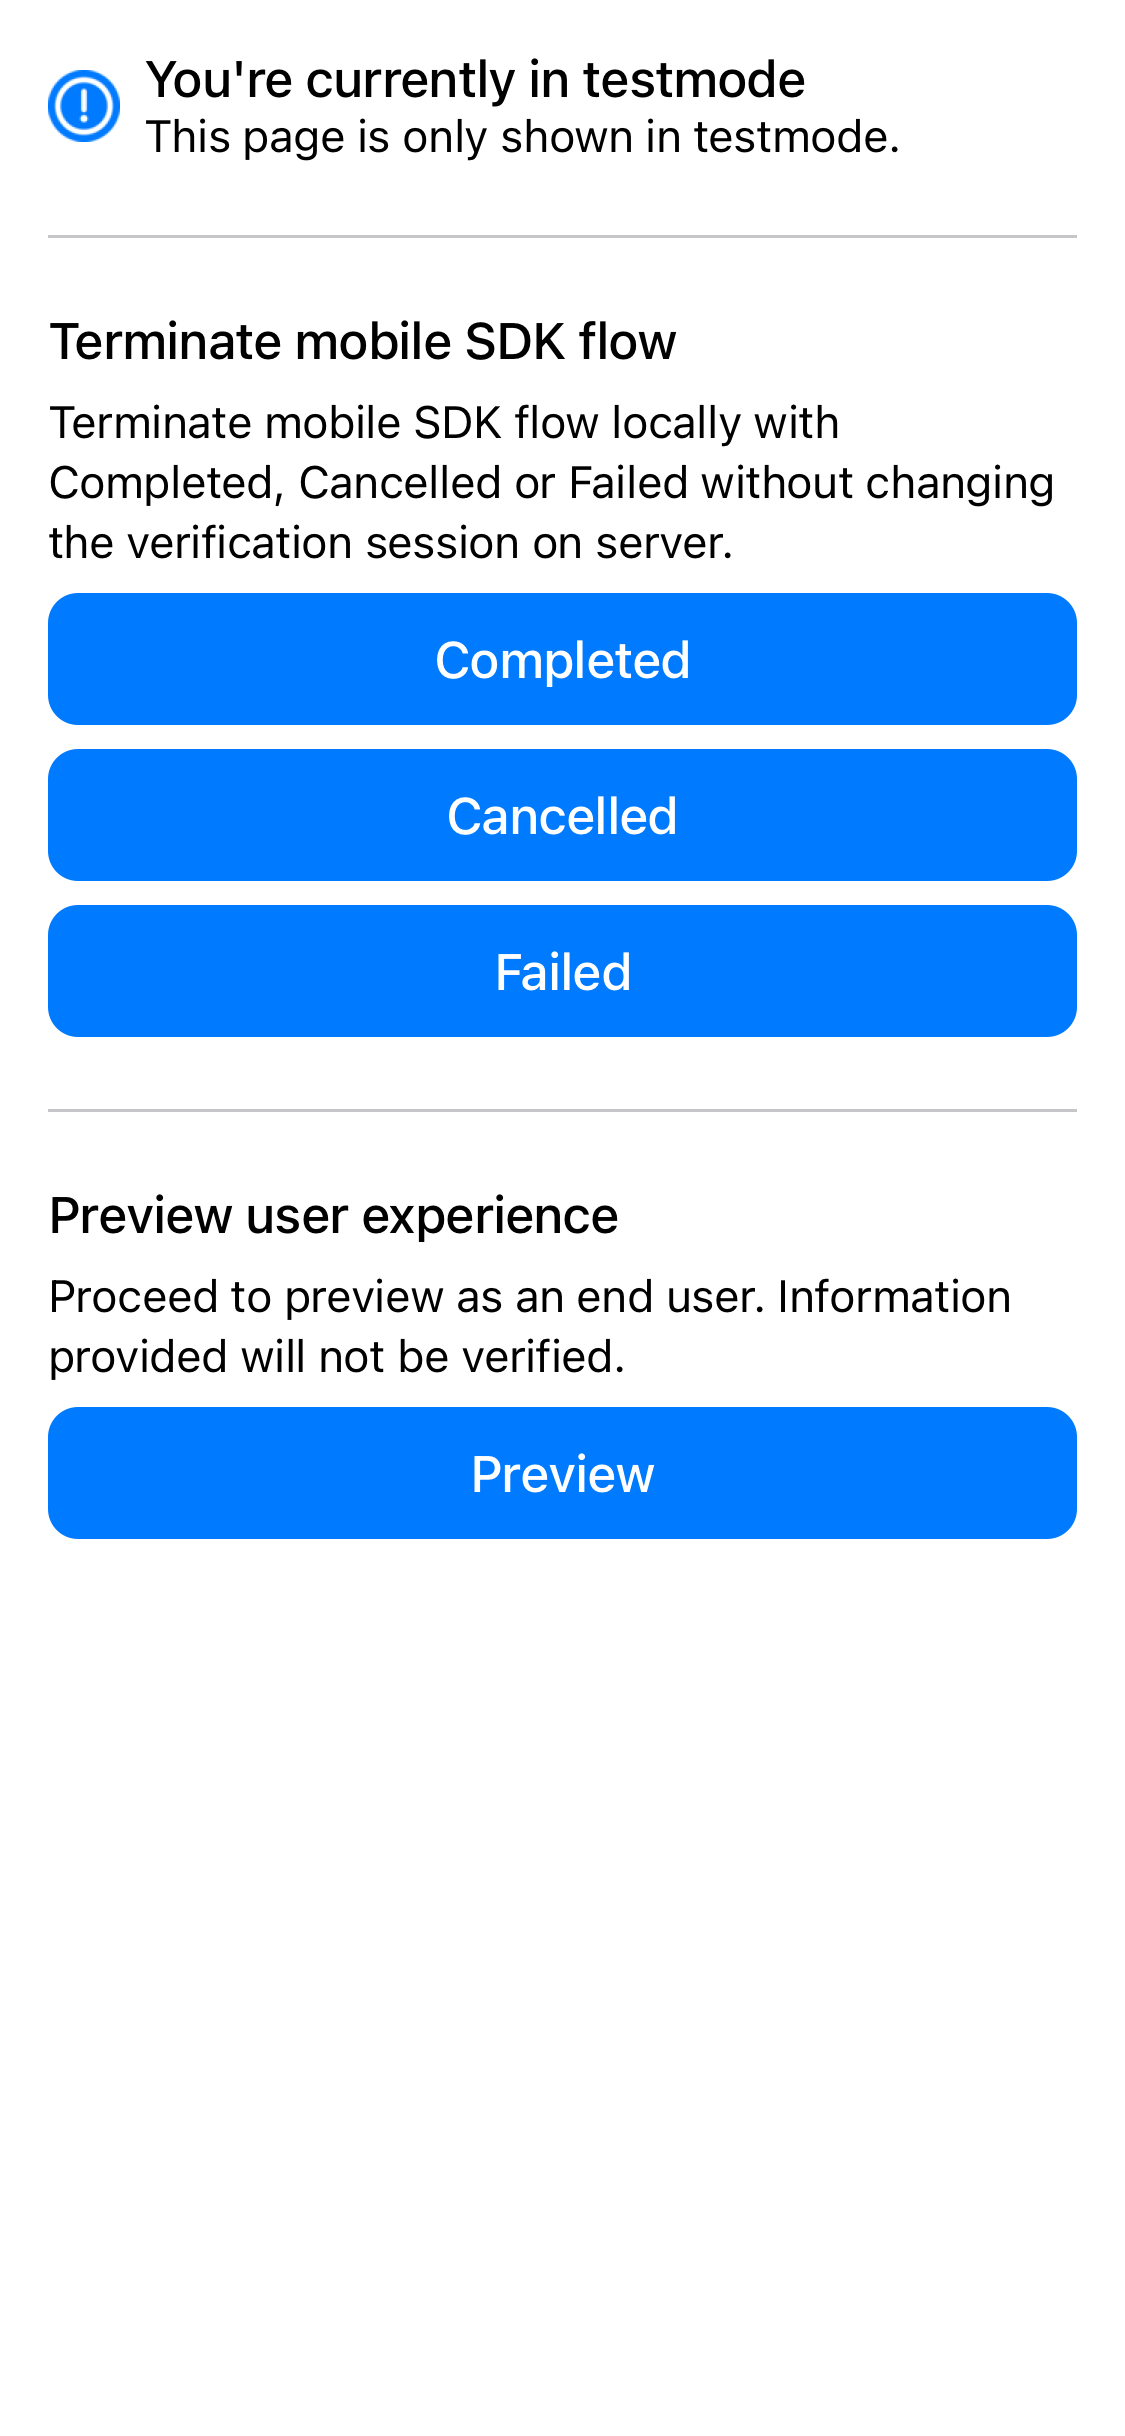 You're currently in testmode
This page is only shown in testmode.
Terminate mobile SDK flow
Terminate mobile SDK flow locally with
Completed, Cancelled or Failed without changing
the verification session on server.
Completed
Cancelled
Failed
Preview user experience
Proceed to preview as an end user. Information
provided will not be verified.
Preview